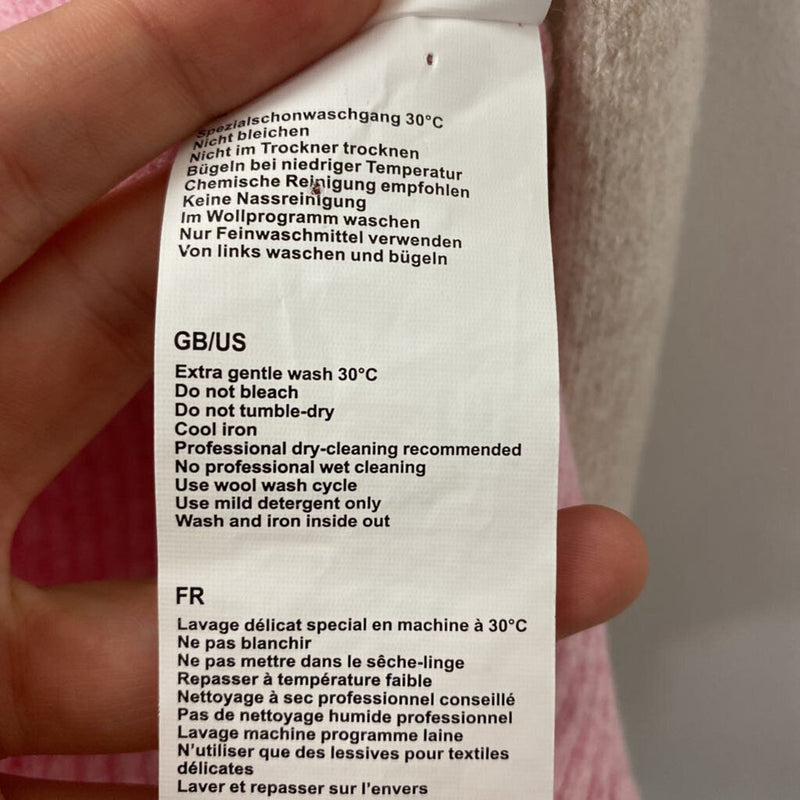 Spezialschonwaschgang 30°C
Nicht bleichen
Nicht im Trockner trocknen
Bügeln bei niedriger Temperatur
Chemische Reinigung empfohlen
Keine Nassreinigung
Im Wollprogramm waschen
Nur Feinwaschmittel verwenden
Von links waschen und bügeln
GB/US
Extra gentle wash 30°C
Do not bleach
Do not tumble-dry
Cool iron
Professional dry-cleaning recommended
No professional wet cleaning
Use wool wash cycle
Use mild detergent only
Wash and iron inside out
FR
Lavage délicat special en machine à 30°C
Ne pas blanchir
Ne pas mettre dans le sêche-linge
Repasser à température faible
Nettoyage à sec professionnel conseillé
Pas de nettoyage humide professionnel
Lavage machine programme laine
N'utiliser que des lessives pour textiles
délicates
Laver et repasser sur l'envers